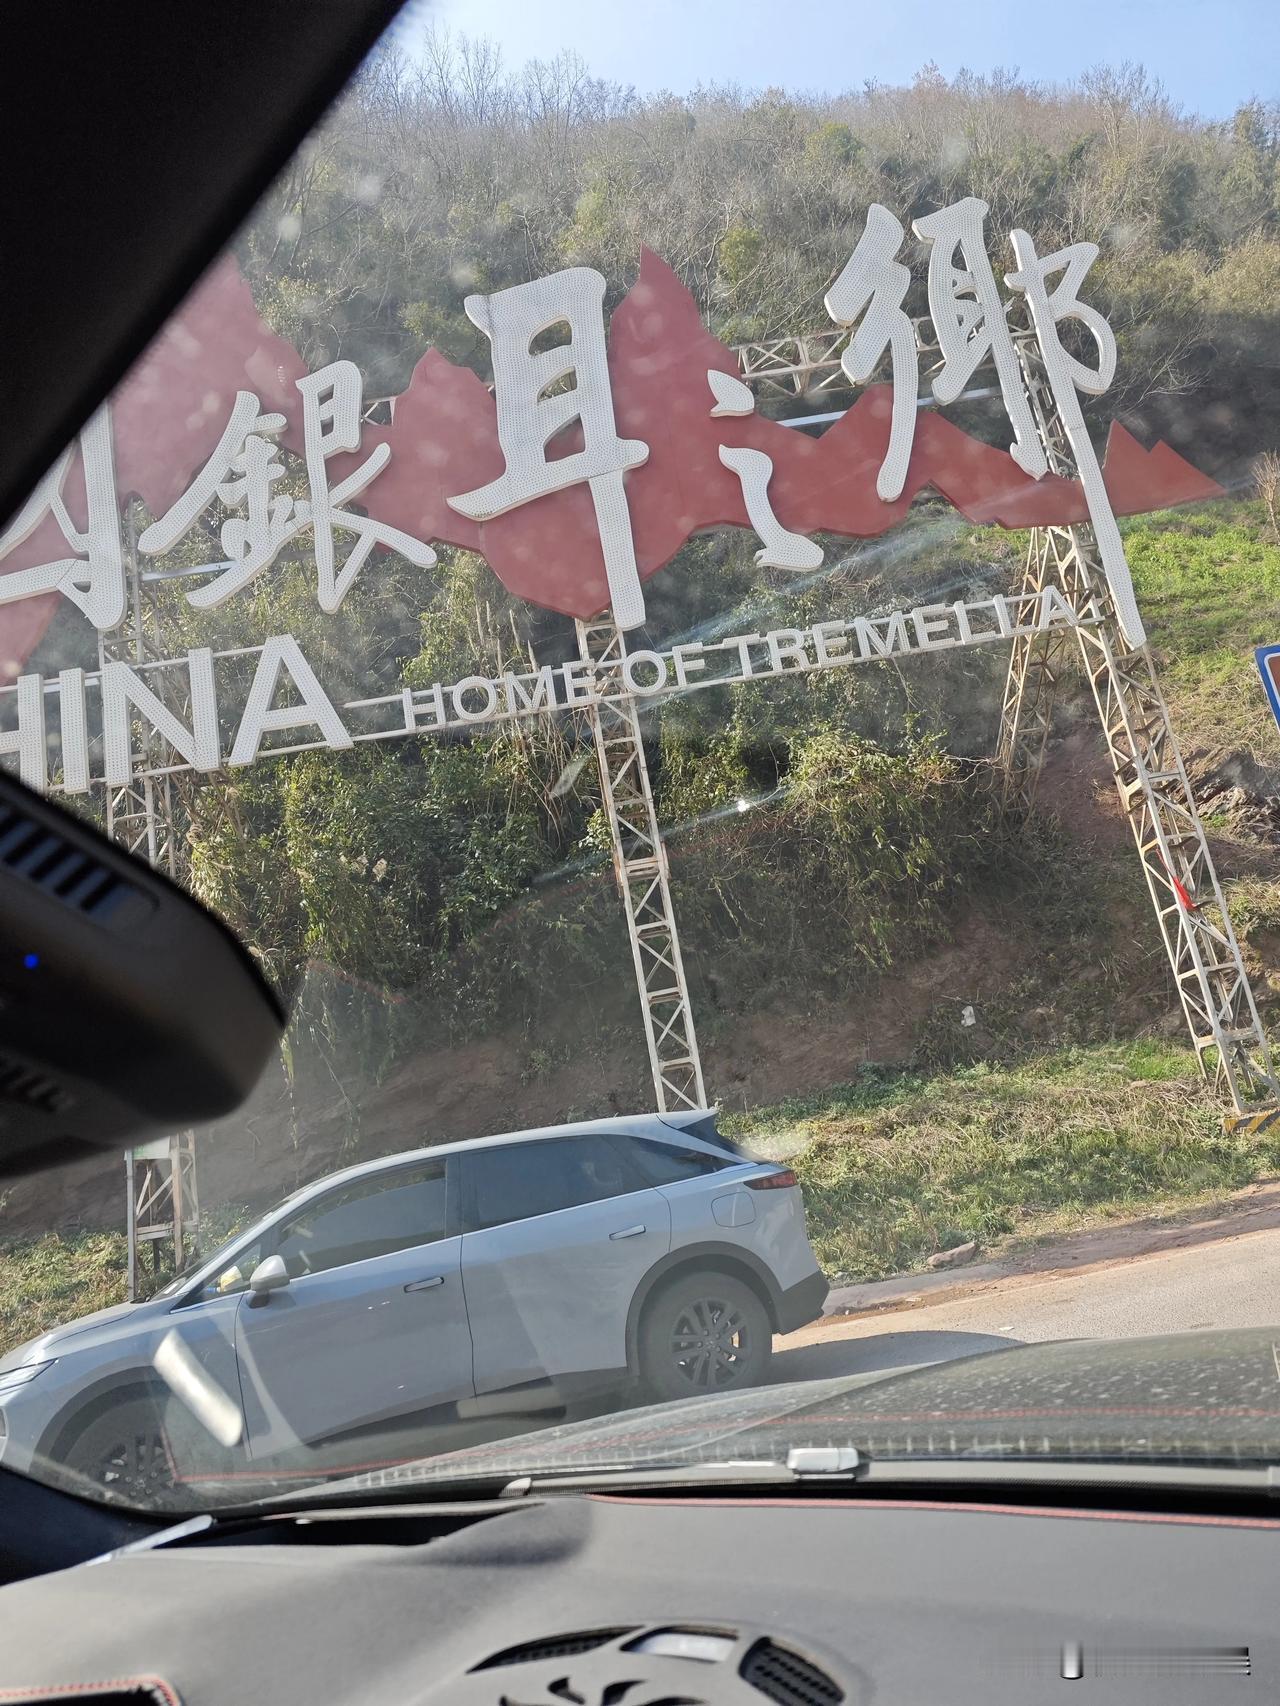 銀耳之鄉
HINA HOME OF TREMELLA